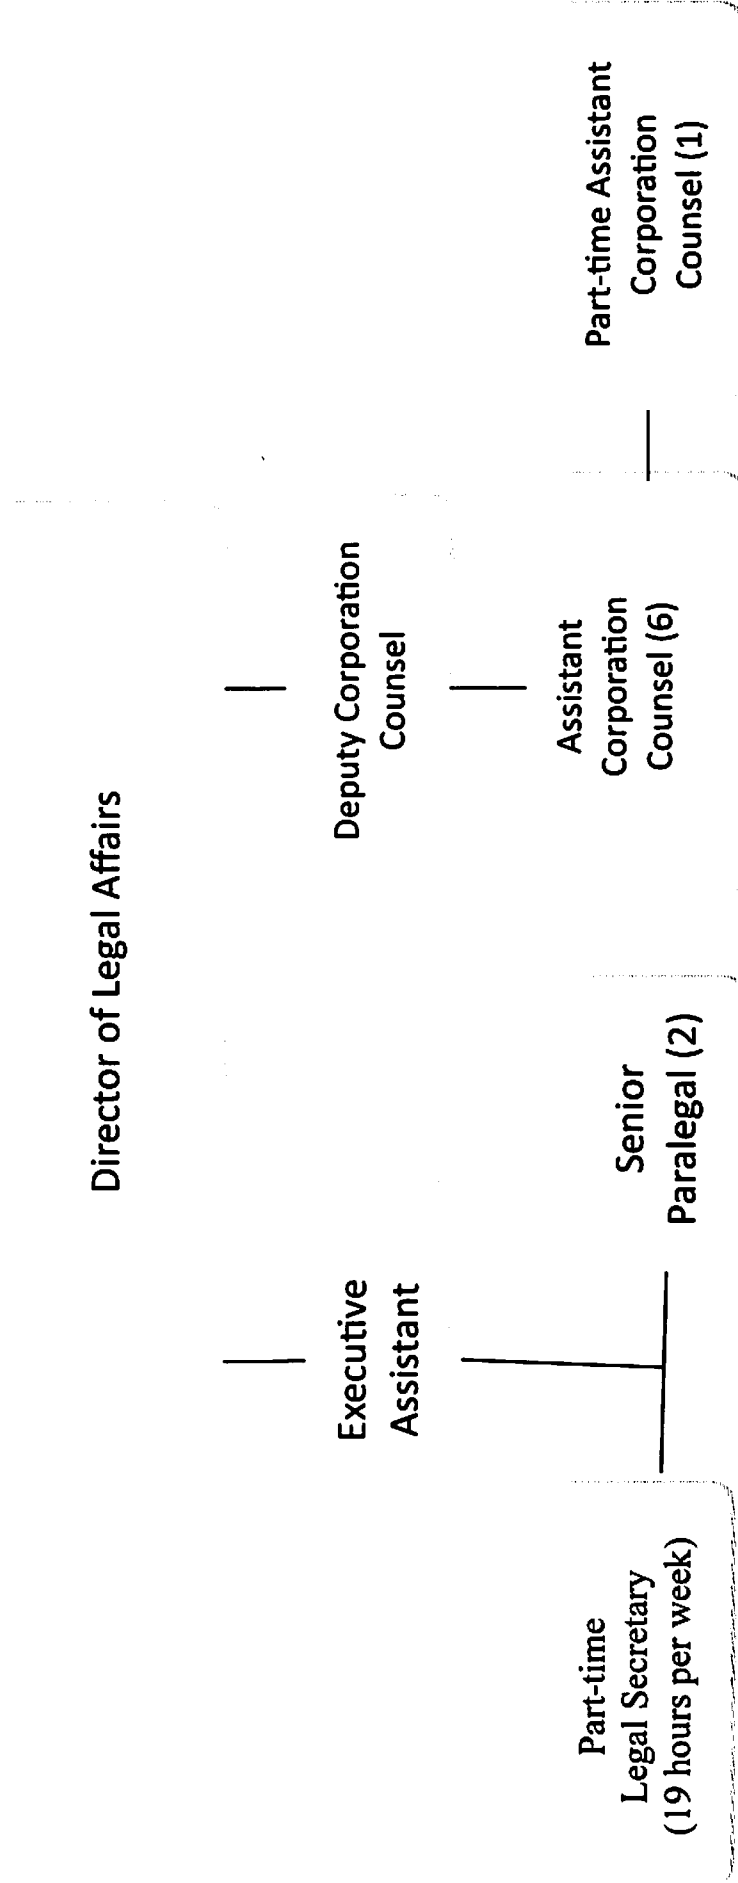 Director of Legal Affairs
Executive
Assistant
Deputy Corporation
Counsel
Part-time
Legal Secretary
(19 hours per week)
Senior
Paralegal (2)
Assistant
Corporation
Counsel (6)
Part-time Assistant
Corporation
Counsel (1)